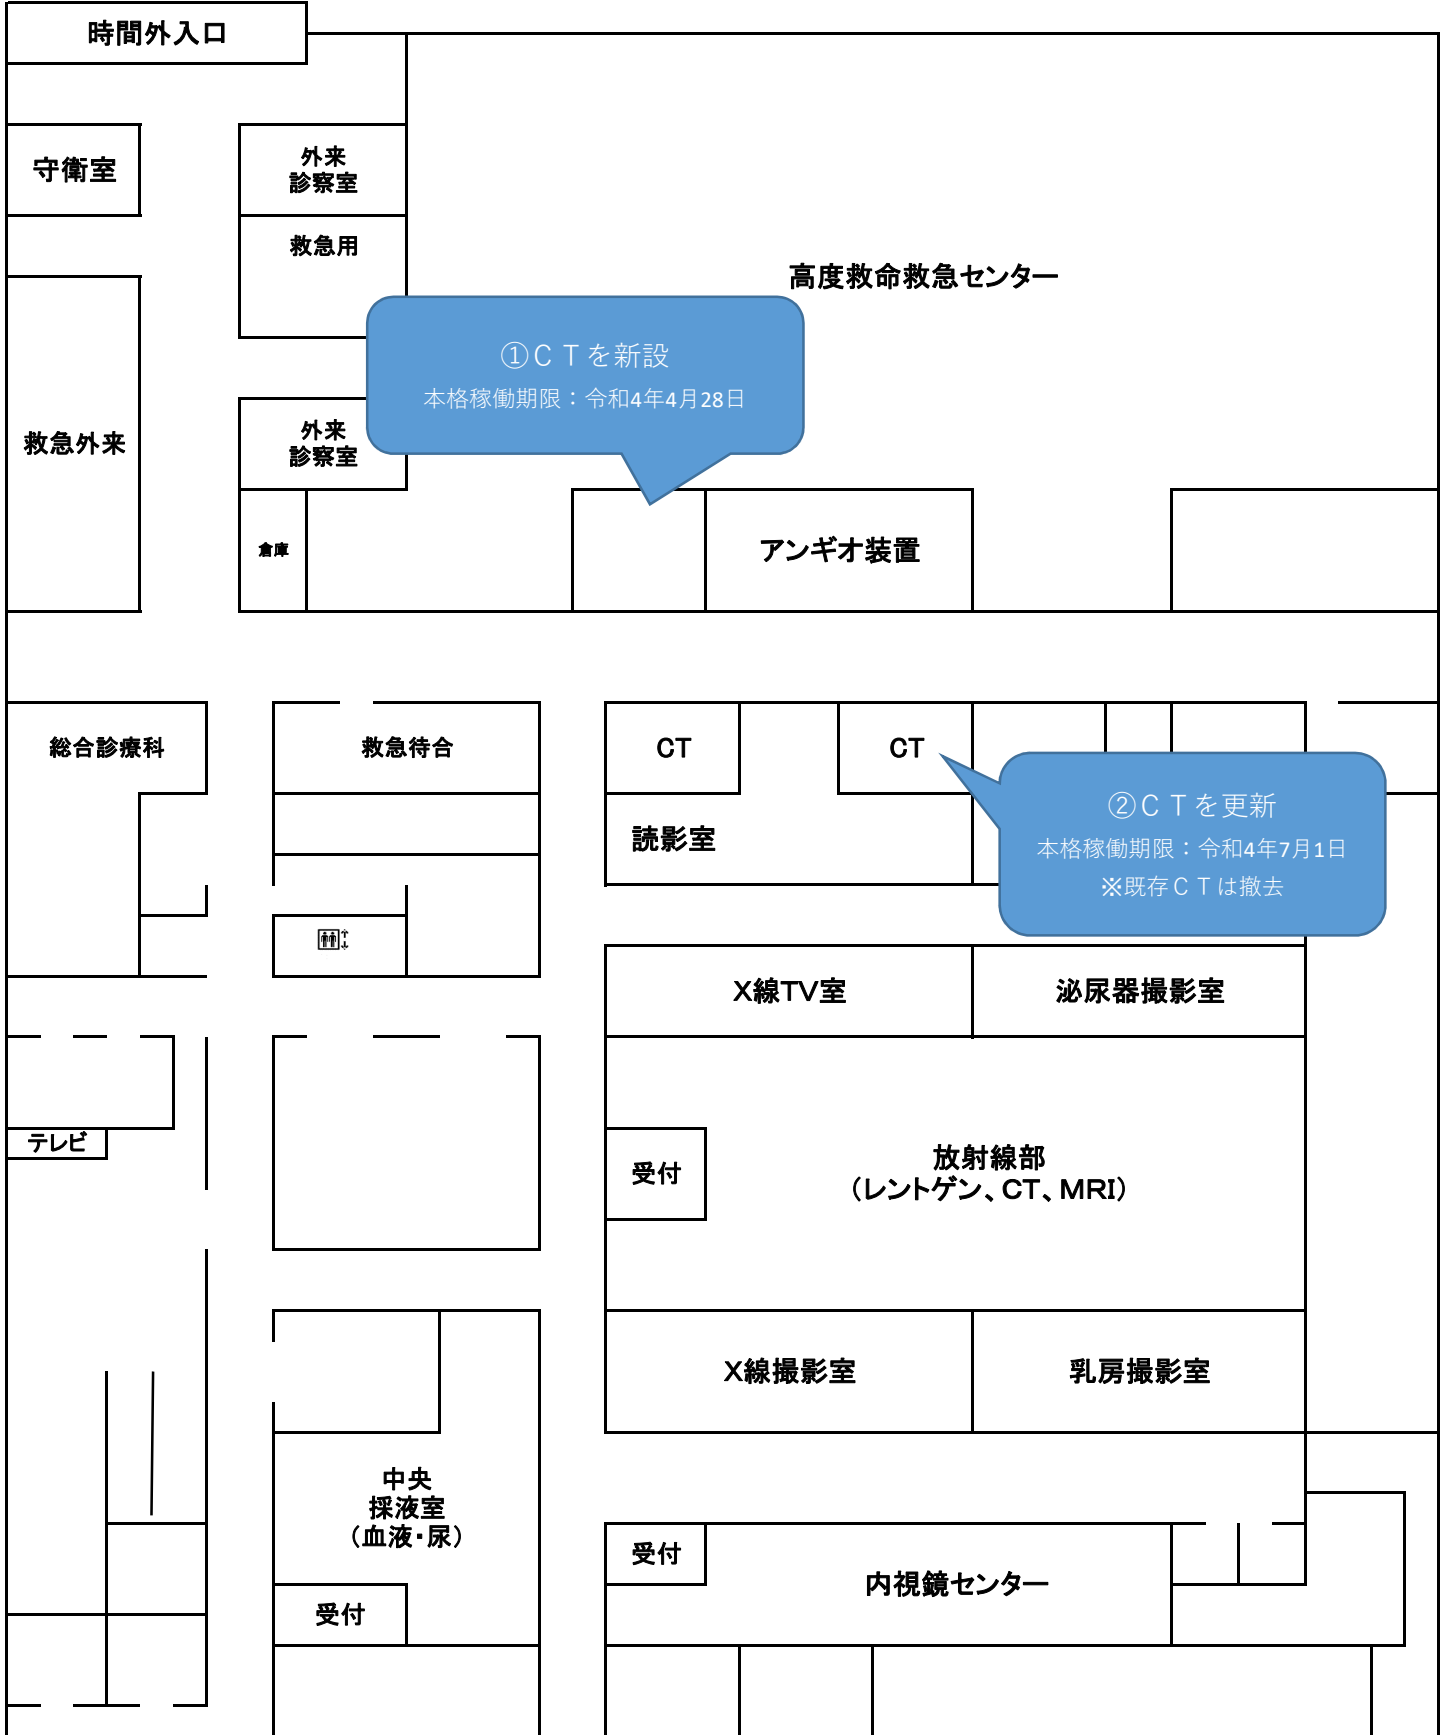 時間外入口
守衛室
外来
診察室
救急用
高度救命救急センター
①ＣＴを新設
本格稼働期限：令和4年4月28日
救急外来
外来
診察室
倉庫
アンギオ装置
総合診療科
救急待合
CT
CT
②ＣＴを更新
本格稼働期限：令和4年7月1日
※既存ＣＴは撤去
読影室
X線TV室
泌尿器撮影室
テレビ
受付
放射線部
（レントゲン、CT、MRI）
X線撮影室
乳房撮影室
中央
採液室
（血液・尿）
受付
受付
内視鏡センター